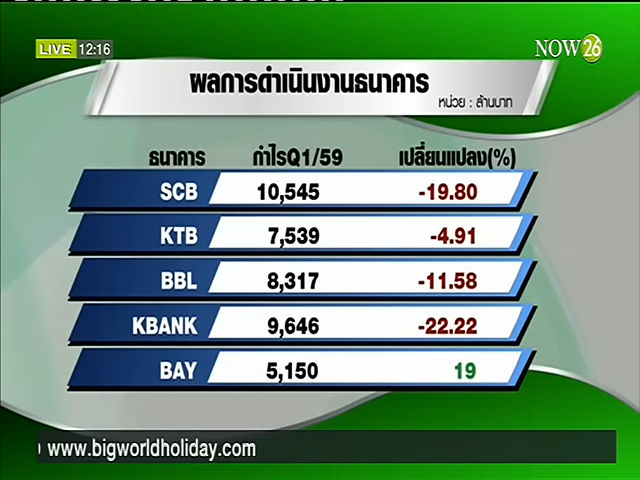 LIVE 12:16
NOW26
ผลการดำเนินงานธนาคาร
หน่วย : ล้านบาท
ธนาคาร กำไรQ1/59 เปลี่ยนแปลง(%)
SCB 10,545 -19.80
KTB 7,539 -4.91
BBL 8,317 -11.58
KBANK 9,646 -22.22
BAY 5,150 19
www.bigworldholiday.com